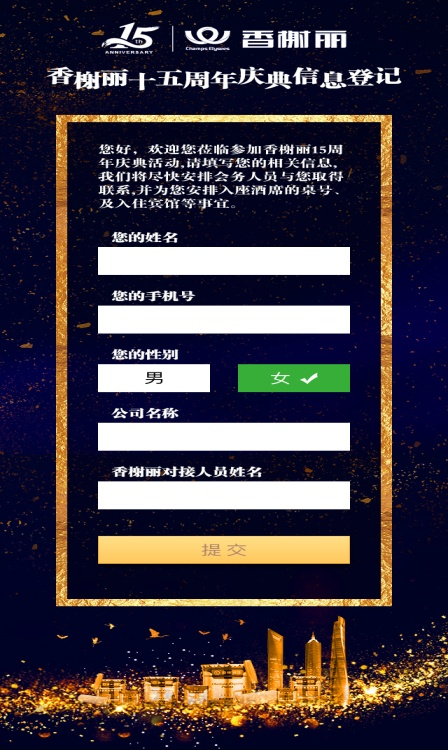 15th
ANNIVERSARY
Champs Elysees
香榭丽
香榭丽十五周年庆典信息登记
您好，欢迎您莅临参加香榭丽15周
年庆典活动,请填写您的相关信息,
我们将尽快安排会务人员与您取得
联系,并为您安排入座酒席的桌号、
及入住宾馆等事宜。
您的姓名
您的手机号
您的性别
男 女
公司名称
香榭丽对接人员姓名
提交